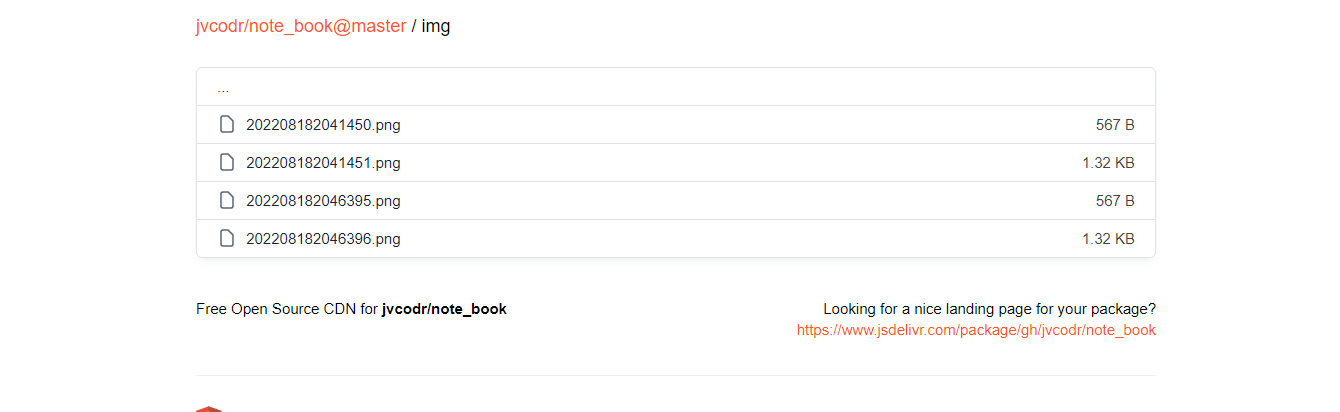 jvcodr/note_book@master / img
...
202208182041450.png 567 B
202208182041451.png 1.32 KB
202208182046395.png 567 B
202208182046396.png 1.32 KB
Free Open Source CDN for jvcodr/note_book
Looking for a nice landing page for your package?
https://www.jsdelivr.com/package/gh/jvcodr/note_book